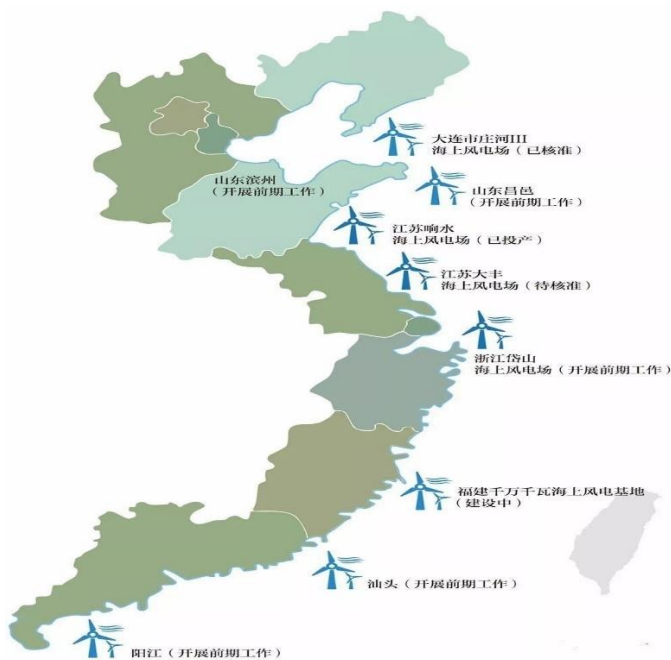 大连市庄河III
海上风电场（已核准）
山东滨州
（开展前期工作）
山东昌邑
（开展前期工作）
江苏响水
海上风电场（已投产）
江苏大丰
海上风电场（待核准）
浙江岱山
海上风电场（开展前期工作）
福建千万千瓦海上风电基地
（建设中）
汕头（开展前期工作）
阳江（开展前期工作）